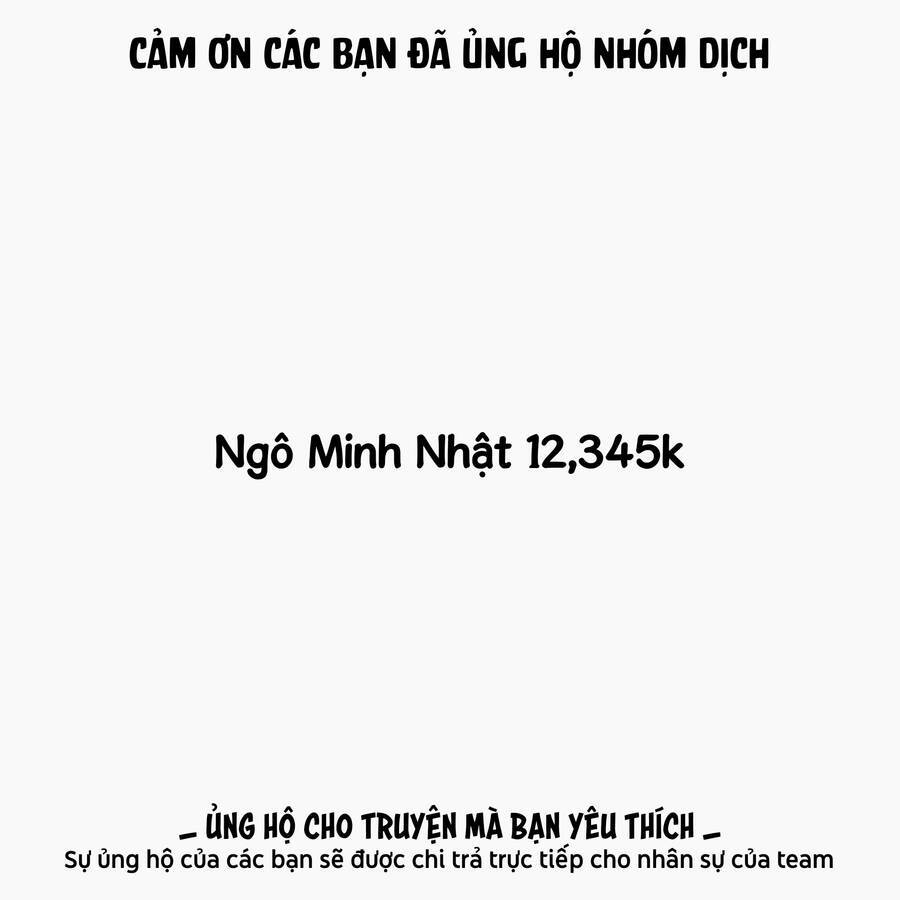 CẢM ƠN CÁC BẠN ĐÃ ỦNG HỘ NHÓM DỊCH
Ngô Minh Nhật 12,345k
_ ỦNG HỘ CHO TRUYỆN MÀ BẠN YÊU THÍCH _
Sự ủng hộ của các bạn sẽ được chi trả trực tiếp cho nhân sự của team